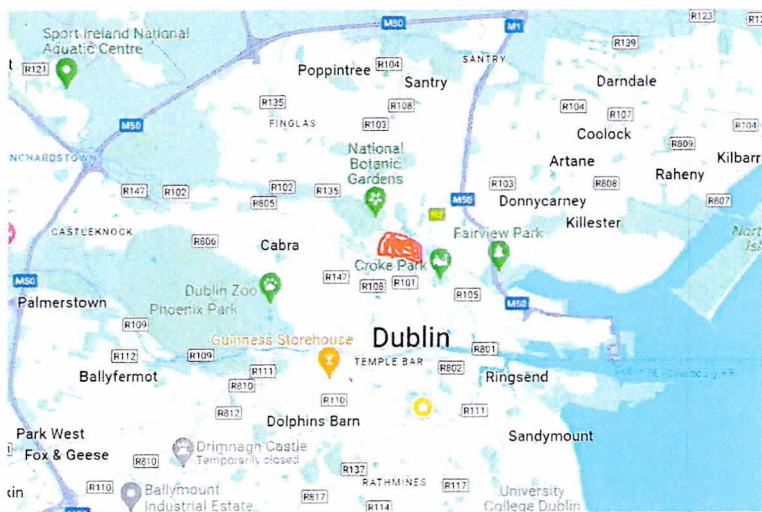 M50
M1
R123
Sport Ireland National
Aquatic Centre
R139
SANTRY
R121
Poppintree
R104
Santry
Darndale
R135
R108
R104
R107
M50
FINGLAS
R103
Coolock
R104
NCHARDSTOWN
National
Botanic
Gardens
Artane
R809
Kilbarr
R147
R102
R102
R135
R103
R808
Raheny
R805
M50
Donnycarney
R807
CASTLEKNOCK
R806
Cabra
Fairview Park
Killester
Croke Park
M50
Dublin Zoo
R147
R108
R101
R105
Palmerstown
Phoenix Park
M50
R109
Guinness Storehouse
Dublin
R112
R109
TEMPLE BAR
R801
Ballyfermot
R111
R802
Ringsend
R810
R812
R110
R111
Dolphins Barn
Sandymount
Park West
Drimnagh Castle
Temporarily closed
Fox & Geese
R810
R137
R110
Ballymount
Industrial Estate
RATHMINES
R117
University
College Dublin
R817
R114
kin